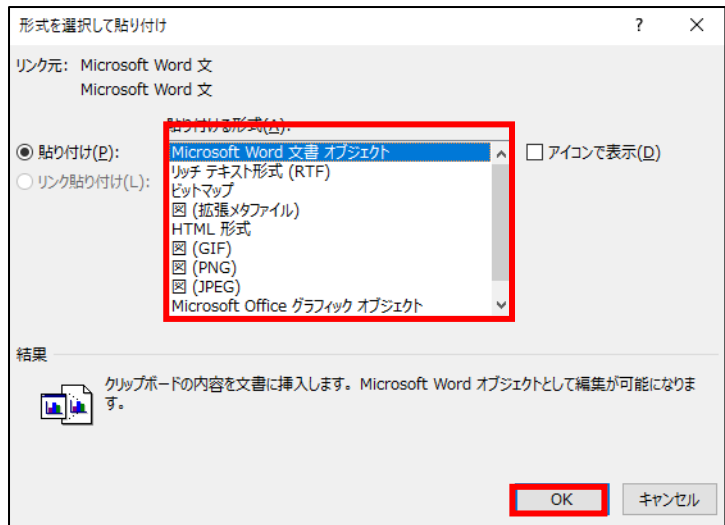 形式を選択して貼り付け
リンク元: Microsoft Word 文
Microsoft Word 文
貼り付ける形式(A):
貼り付け(P):
リンク貼り付け(L):
Microsoft Word 文書 オブジェクト
リッチ テキスト形式 (RTF)
ビットマップ
図 (拡張メタファイル)
HTML 形式
図 (GIF)
図 (PNG)
図 (JPEG)
Microsoft Office グラフィック オブジェクト
アイコンで表示(D)
結果
クリップボードの内容を文書に挿入します。Microsoft Word オブジェクトとして編集が可能になりま
す。
OK
キャンセル